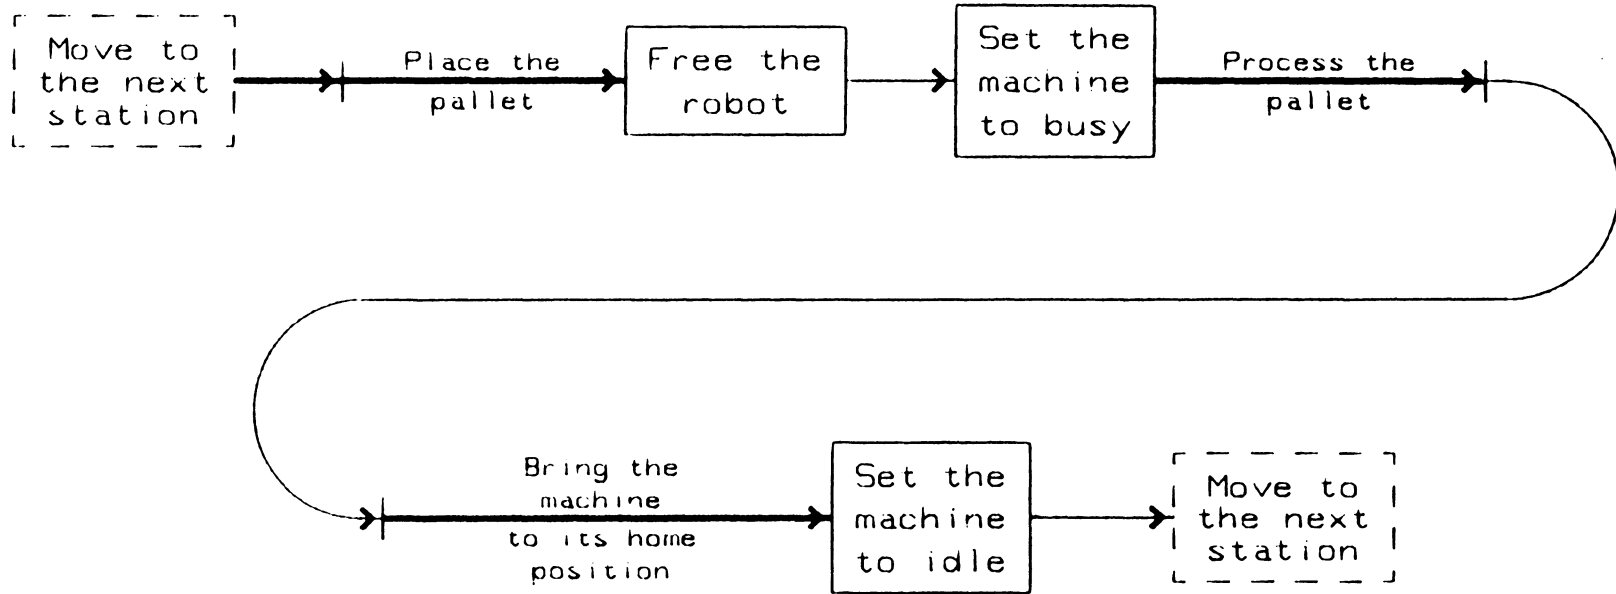 Move to
the next
station
Place the
pallet
Free the
robot
Set the
machine
to busy
Process the
pallet
Bring the
machine
to its home
position
Set the
machine
to idle
Move to
the next
station